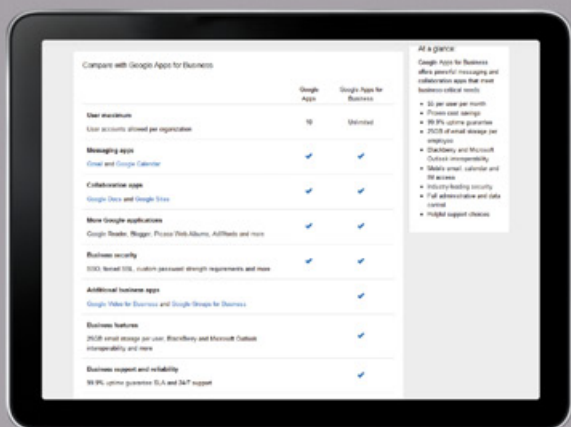 Compare with Google Apps for Business
Google Apps
Google Apps for Business
User maximum
User accounts allowed per organization
10
Unlimited
Messaging apps
Gmail and Google Calendar
Collaboration apps
Google Docs and Google Sites
More Google applications
Google Reader, Blogger, Picasa Web Albums, AdWords and more
Business security
SSO, forced SSL, custom password strength requirements and more
Additional business apps
Google Video for Business and Google Groups for Business
Business features
25GB email storage per user, BlackBerry and Microsoft Outlook
interoperability and more
Business support and reliability
99.9% uptime guarantee SLA and 24/7 support
At a glance:
Google Apps for Business
offers powerful messaging and
collaboration apps that meet
business-critical needs:
$5 per user per month
Proven cost savings
99.9% uptime guarantee
25GB of email storage per
employee
BlackBerry and Microsoft
Outlook interoperability
Mobile email, calendar and
IM access
Industry-leading security
Full administrative and data
control
Helpful support choices